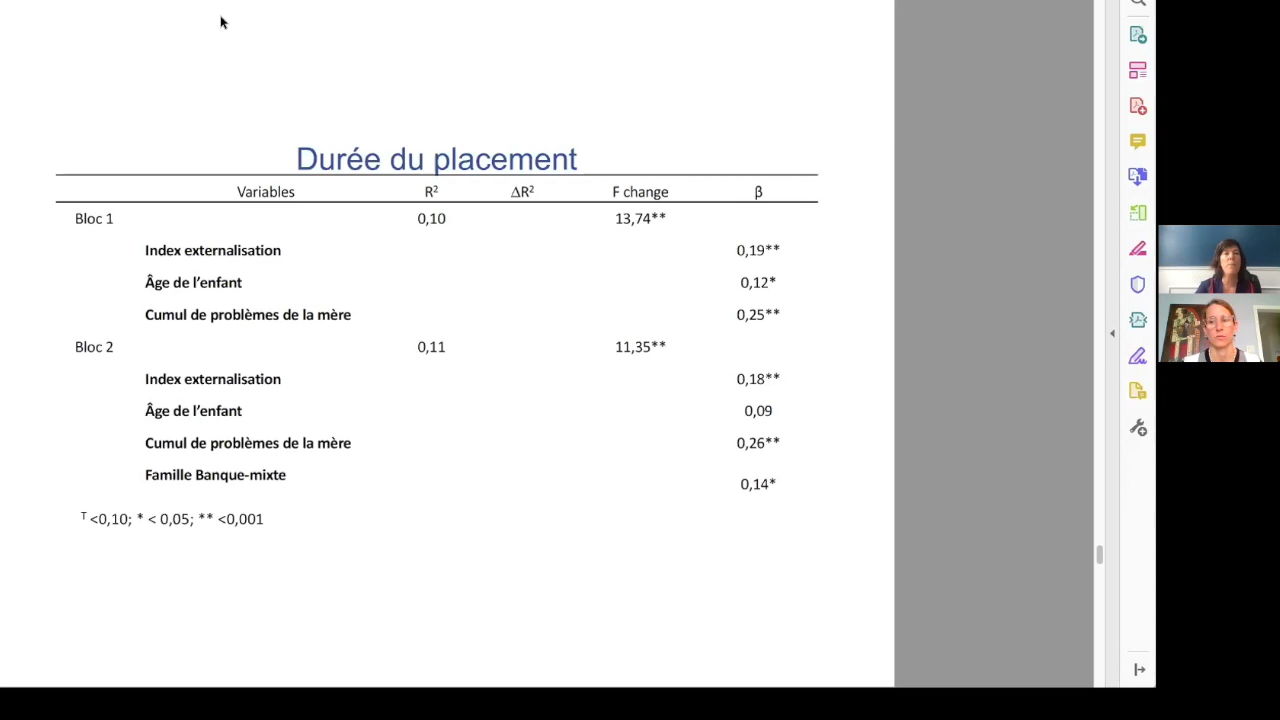 Durée du placement
Variables R² ΔR² F change β
Bloc 1 0,10 13,74**
Index externalisation 0,19**
Âge de l’enfant 0,12*
Cumul de problèmes de la mère 0,25**
Bloc 2 0,11 11,35**
Index externalisation 0,18**
Âge de l’enfant 0,09
Cumul de problèmes de la mère 0,26**
Famille Banque-mixte 0,14*
ᵀ <0,10; * < 0,05; ** <0,001